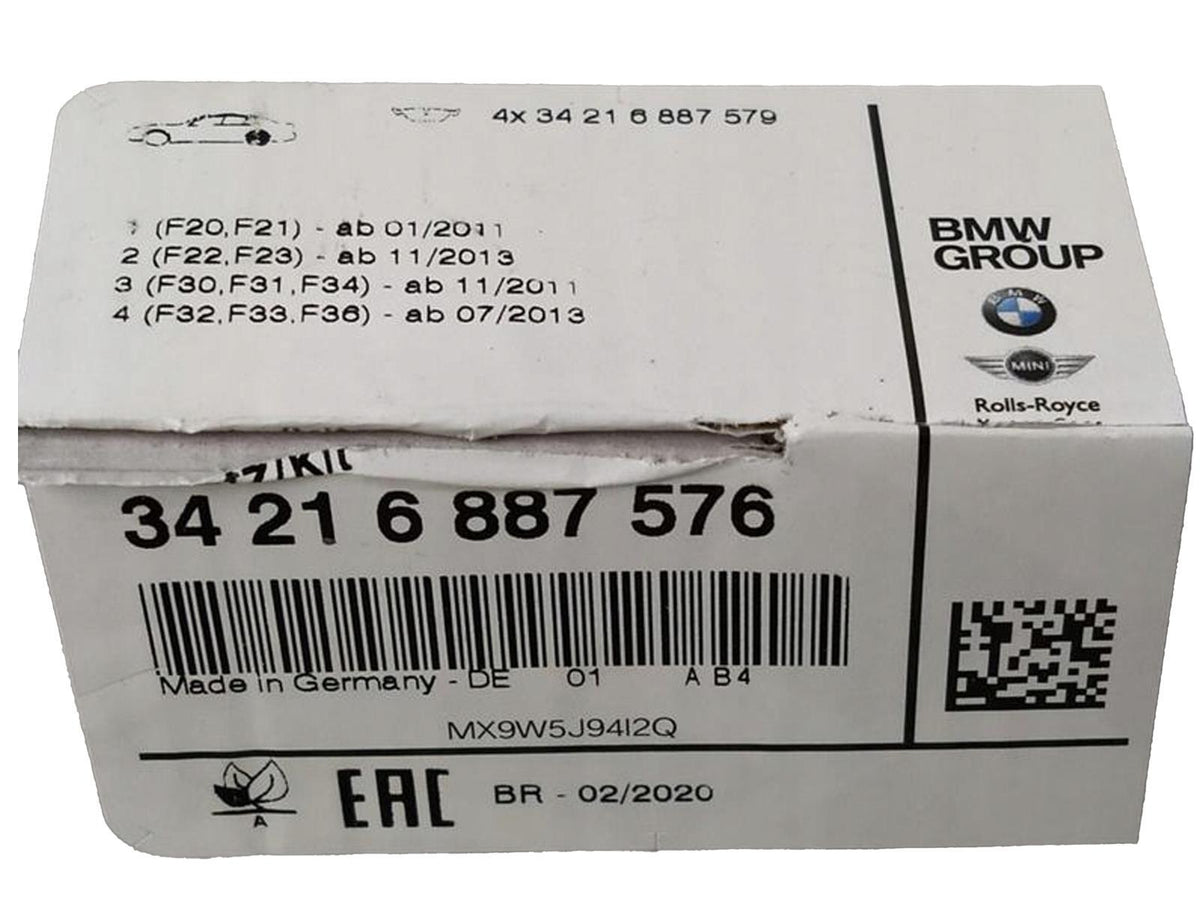 4x 34 21 6 887 579
1 (F20,F21) - ab 01/2011
2 (F22,F23) - ab 11/2013
3 (F30,F31,F34) - ab 11/2011
4 (F32,F33,F36) - ab 07/2013
BMW
GROUP
BMW
MINI
Rolls-Royce
34 21 6 887 576
Made in Germany - DE 01 A B4
MX9W5J94I2Q
A
EAC
BR - 02/2020